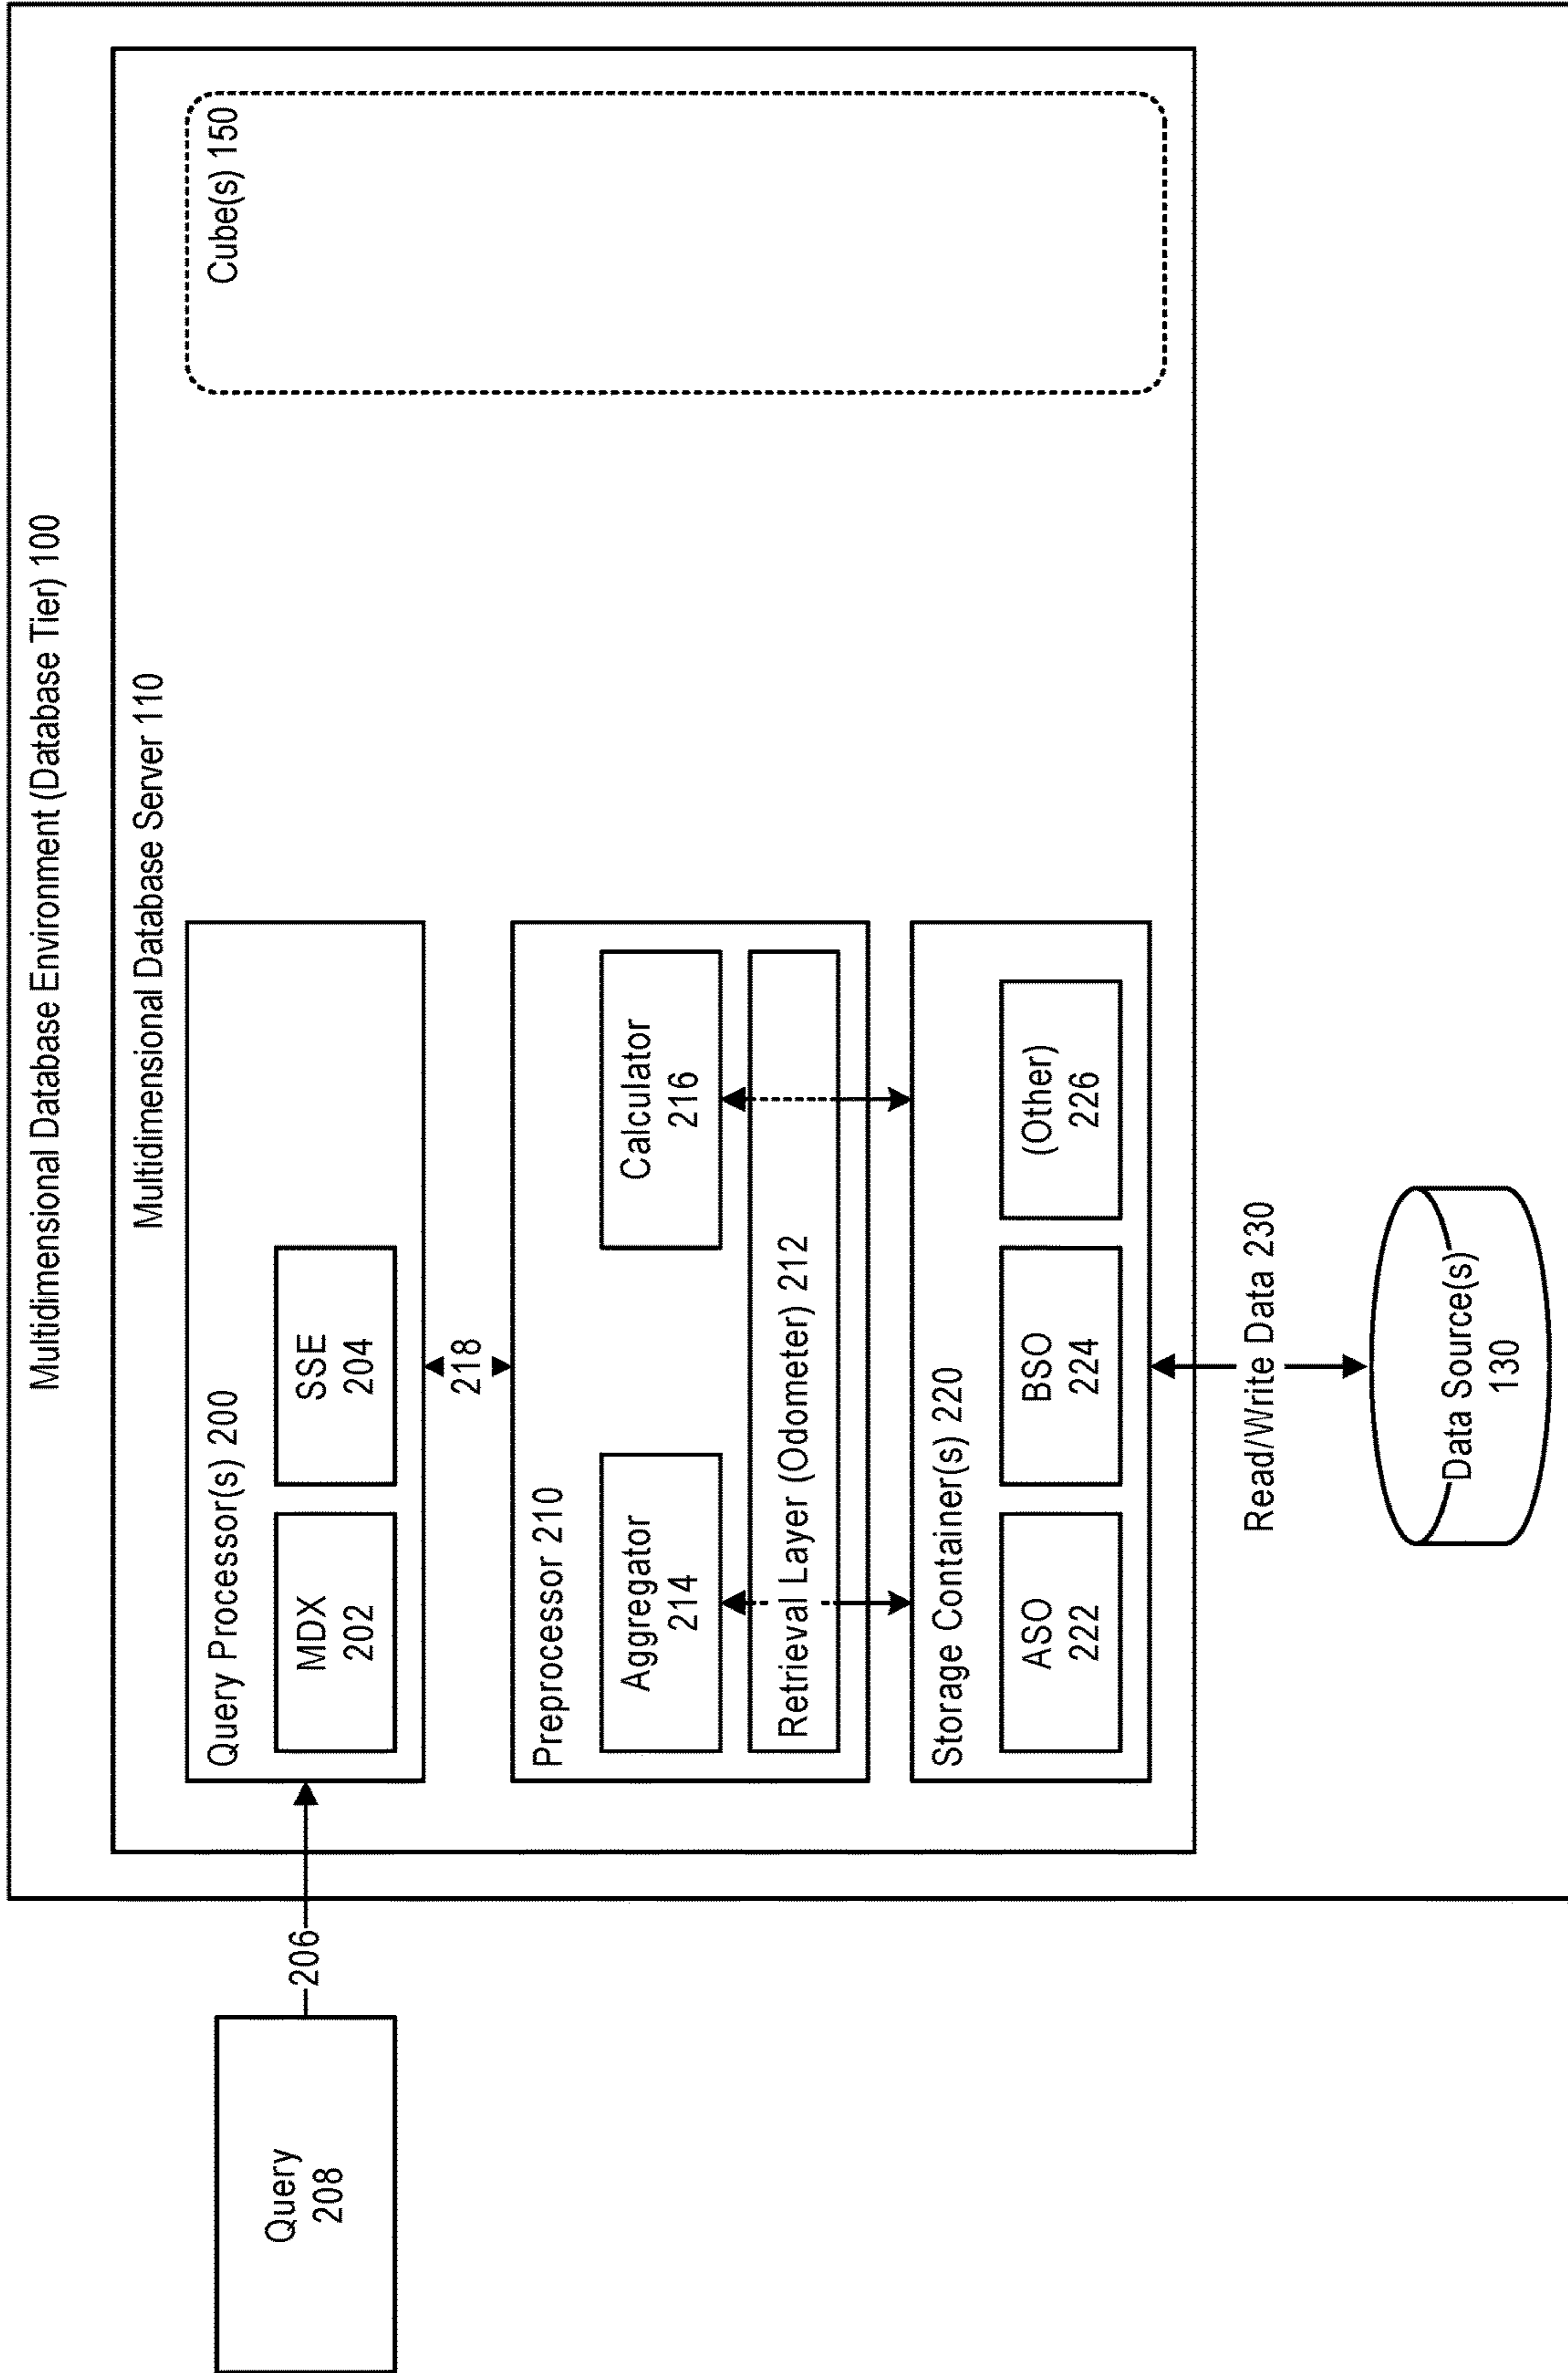 Multidimensional Database Environment (Database Tier) 100
Multidimensional Database Server 110
Query
208
206
Query Processor(s) 200
MDX
202
SSE
204
218
Preprocessor 210
Aggregator
214
Calculator
216
Retrieval Layer (Odometer) 212
Storage Container(s) 220
ASO
222
BSO
224
(Other)
226
Cube(s) 150
Read/Write Data 230
Data Source(s)
130